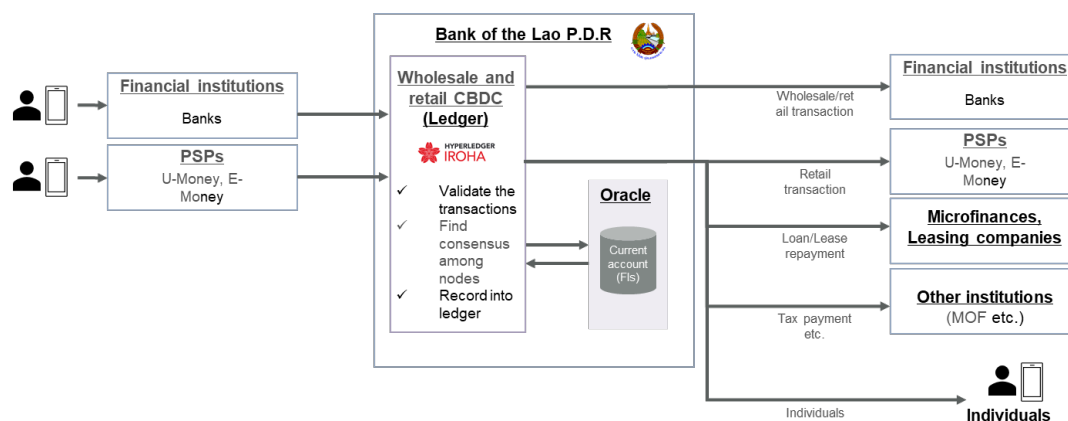 Bank of the Lao P.D.R
Financial institutions
Banks
PSPs
U-Money, E-
Money
Wholesale and
retail CBDC
(Ledger)
HYPERLEDGER
IROHA
✓ Validate the
transactions
✓ Find
consensus
among
nodes
✓ Record into
ledger
Oracle
Current
account
(FIs)
Wholesale/ret
ail transaction
Retail
transaction
Loan/Lease
repayment
Tax payment
etc.
Individuals
Financial institutions
Banks
PSPs
U-Money, E-
Money
Microfinances,
Leasing companies
Other institutions
(MOF etc.)
Individuals